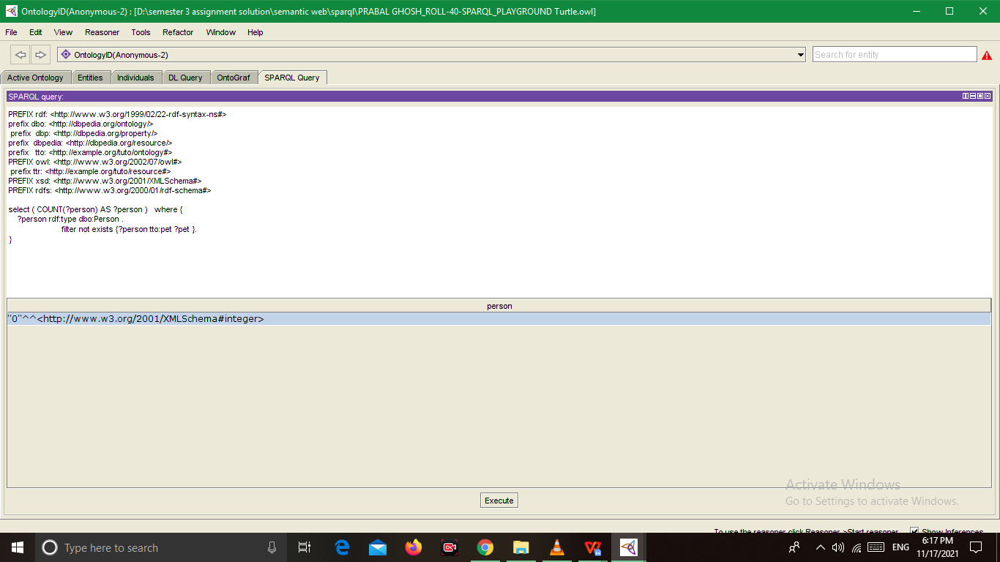 OntologyID(Anonymous-2) : [D:\semester 3 assignment solution\semantic web\sparql\PRABAL GHOSH_ROLL-40-SPARQL_PLAYGROUND Turtle.owl]
File Edit View Reasoner Tools Refactor Window Help
OntologyID(Anonymous-2)
Search for entity
Active Ontology Entities Individuals DL Query OntoGraf SPARQL Query
SPARQL query:
PREFIX rdf: <http://www.w3.org/1999/02/22-rdf-syntax-ns#>
prefix dbo: <http://dbpedia.org/ontology/>
prefix dbp: <http://dbpedia.org/property/>
prefix dbpedia: <http://dbpedia.org/resource/>
prefix tto: <http://example.org/tuto/ontology#>
PREFIX owl: <http://www.w3.org/2002/07/owl#>
prefix ttr: <http://example.org/tuto/resource#>
PREFIX xsd: <http://www.w3.org/2001/XMLSchema#>
PREFIX rdfs: <http://www.w3.org/2000/01/rdf-schema#>
select ( COUNT(?person) AS ?person ) where {
?person rdf:type dbo:Person .
filter not exists {?person tto:pet ?pet }.
}
person
"0"^^<http://www.w3.org/2001/XMLSchema#integer>
Execute
Activate Windows
Go to Settings to activate Windows.
To use the reasoner click Reasoner->Start reasoner Show Inferences
Type here to search
ENG
6:17 PM
11/17/2021